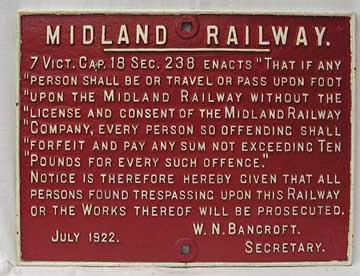 MIDLAND RAILWAY.
7 VICT. CAP. 18 SEC. 238 ENACTS "THAT IF ANY
"PERSON SHALL BE OR TRAVEL OR PASS UPON FOOT
"UPON THE MIDLAND RAILWAY WITHOUT THE
"LICENSE AND CONSENT OF THE MIDLAND RAILWAY
"COMPANY, EVERY PERSON SO OFFENDING SHALL
"FORFEIT AND PAY ANY SUM NOT EXCEEDING TEN
"POUNDS FOR EVERY SUCH OFFENCE."
NOTICE IS THEREFORE HEREBY GIVEN THAT ALL
PERSONS FOUND TRESPASSING UPON THIS RAILWAY
OR THE WORKS THEREOF WILL BE PROSECUTED.
JULY 1922. W. N. BANCROFT.
SECRETARY.